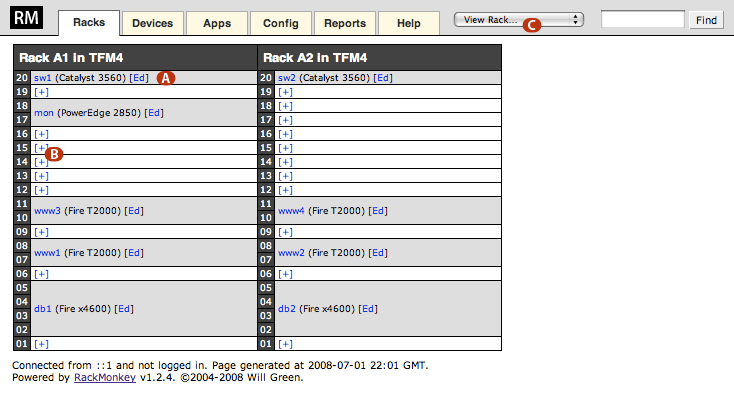 RM Racks Devices Apps Config Reports Help View Rack... C Find
Rack A1 in TFM4 Rack A2 in TFM4
20 sw1 (Catalyst 3560) [Ed] A 20 sw2 (Catalyst 3560) [Ed]
19 [+] 19 [+]
18 18 [+]
mon (PowerEdge 2850) [Ed]
17 17 [+]
16 [+] 16 [+]
15 [+] 15 [+]
B
14 [+] 14 [+]
13 [+] 13 [+]
12 [+] 12 [+]
11 11
www3 (Fire T2000) [Ed] www4 (Fire T2000) [Ed]
10 10
09 [+] 09 [+]
08 08
www1 (Fire T2000) [Ed] www2 (Fire T2000) [Ed]
07 07
06 [+] 06 [+]
05 05
04 04
db1 (Fire x4600) [Ed] db2 (Fire x4600) [Ed]
03 03
02 02
01 [+] 01 [+]
Connected from ::1 and not logged in. Page generated at 2008-07-01 22:01 GMT.
Powered by RackMonkey v1.2.4. ©2004-2008 Will Green.